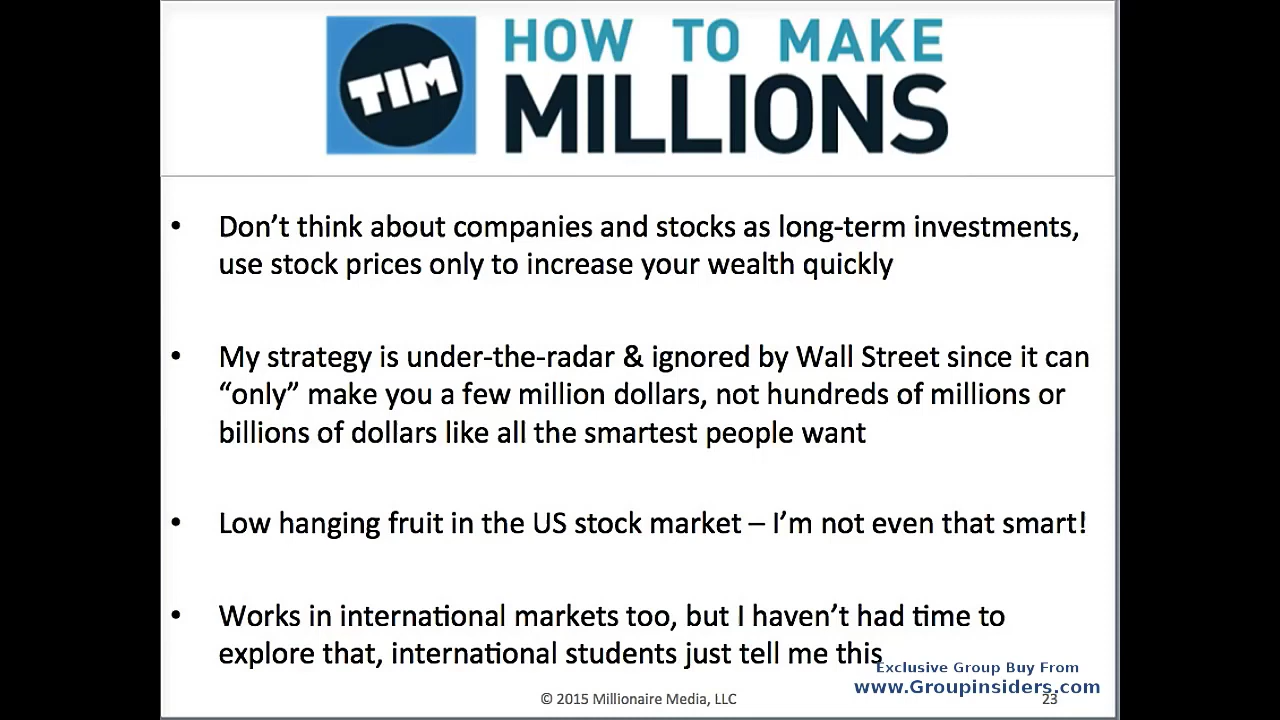 TIM
HOW TO MAKE
MILLIONS
• Don’t think about companies and stocks as long-term investments,
use stock prices only to increase your wealth quickly
• My strategy is under-the-radar & ignored by Wall Street since it can
“only” make you a few million dollars, not hundreds of millions or
billions of dollars like all the smartest people want
• Low hanging fruit in the US stock market – I’m not even that smart!
• Works in international markets too, but I haven’t had time to
explore that, international students just tell me this
Exclusive Group Buy From
www.Groupinsiders.com
© 2015 Millionaire Media, LLC
23